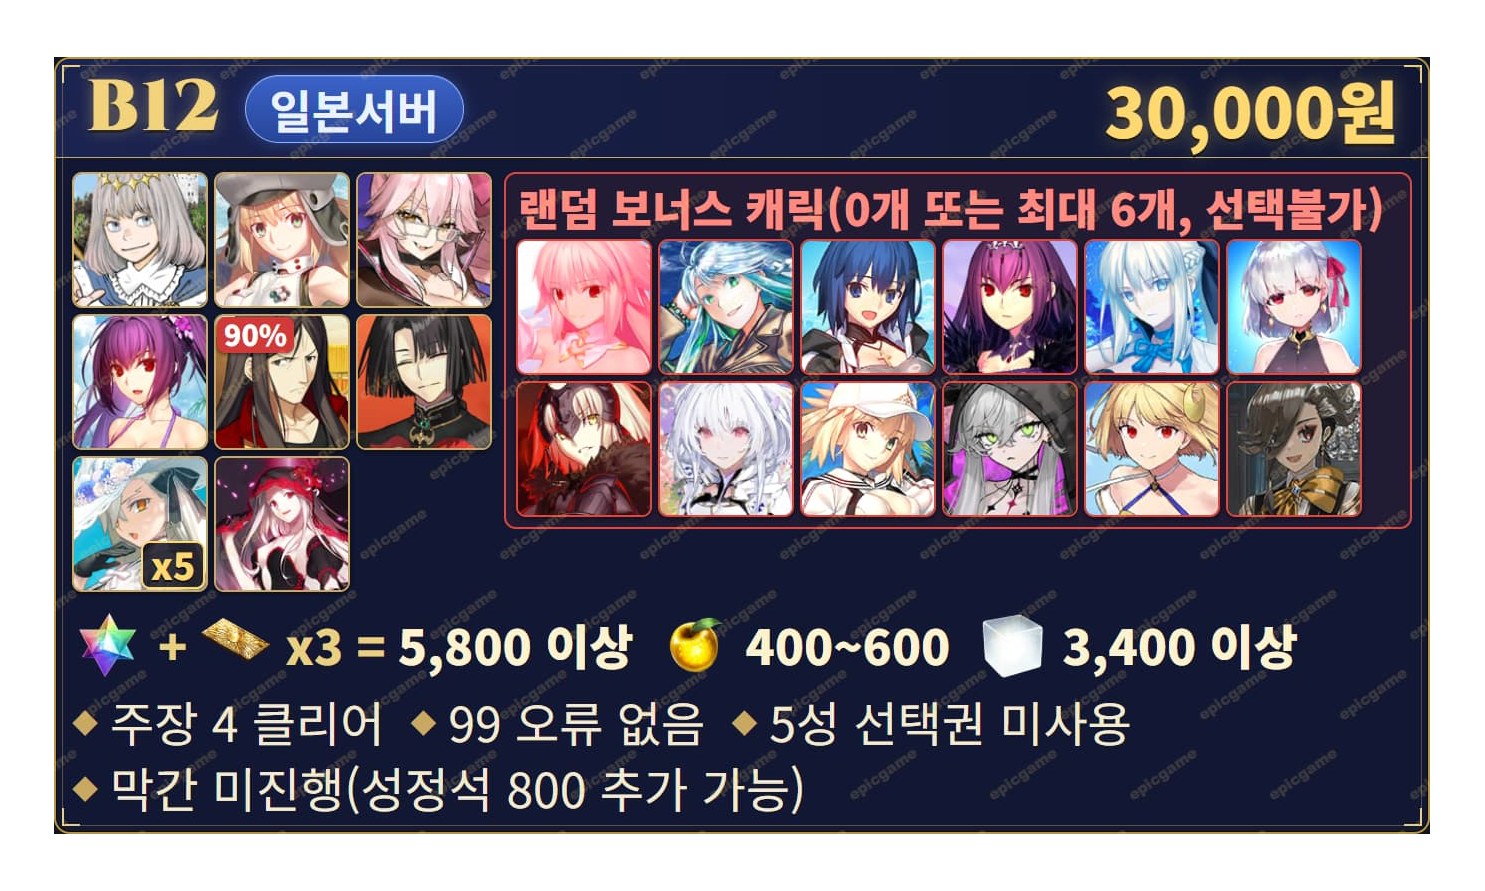 B12 일본서버 30,000원
랜덤 보너스 캐릭(0개 또는 최대 6개, 선택불가)
90%
x5
+ x3 = 5,800 이상 400~600 3,400 이상
◆ 주장 4 클리어 ◆ 99 오류 없음 ◆ 5성 선택권 미사용
◆ 막간 미진행(성정석 800 추가 가능)
epicgame